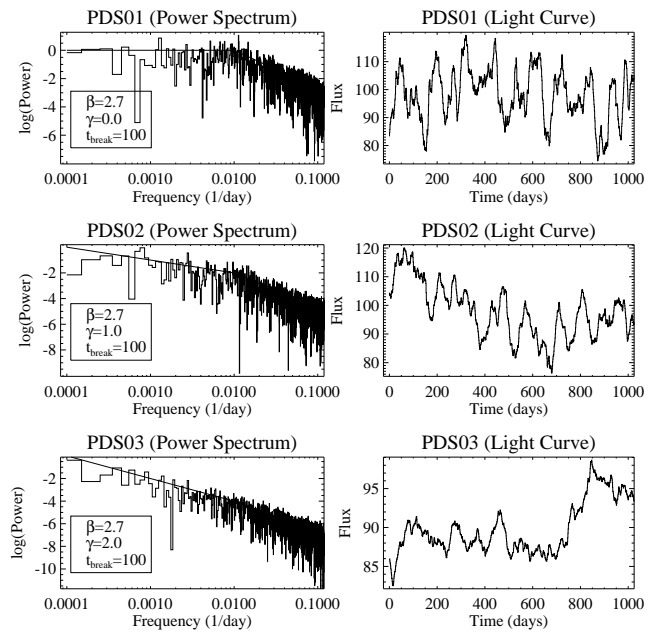 PDS01 (Power Spectrum)
0
-2
-4
-6
log(Power)
β=2.7
γ=0.0
t_break=100
0.0001 0.0010 0.0100 0.1000
Frequency (1/day)
PDS01 (Light Curve)
110
100
90
80
Flux
0 200 400 600 800 1000
Time (days)
PDS02 (Power Spectrum)
-2
-4
-6
-8
log(Power)
β=2.7
γ=1.0
t_break=100
0.0001 0.0010 0.0100 0.1000
Frequency (1/day)
PDS02 (Light Curve)
120
110
100
90
80
Flux
0 200 400 600 800 1000
Time (days)
PDS03 (Power Spectrum)
-2
-4
-6
-8
-10
log(Power)
β=2.7
γ=2.0
t_break=100
0.0001 0.0010 0.0100 0.1000
Frequency (1/day)
PDS03 (Light Curve)
95
90
85
Flux
0 200 400 600 800 1000
Time (days)